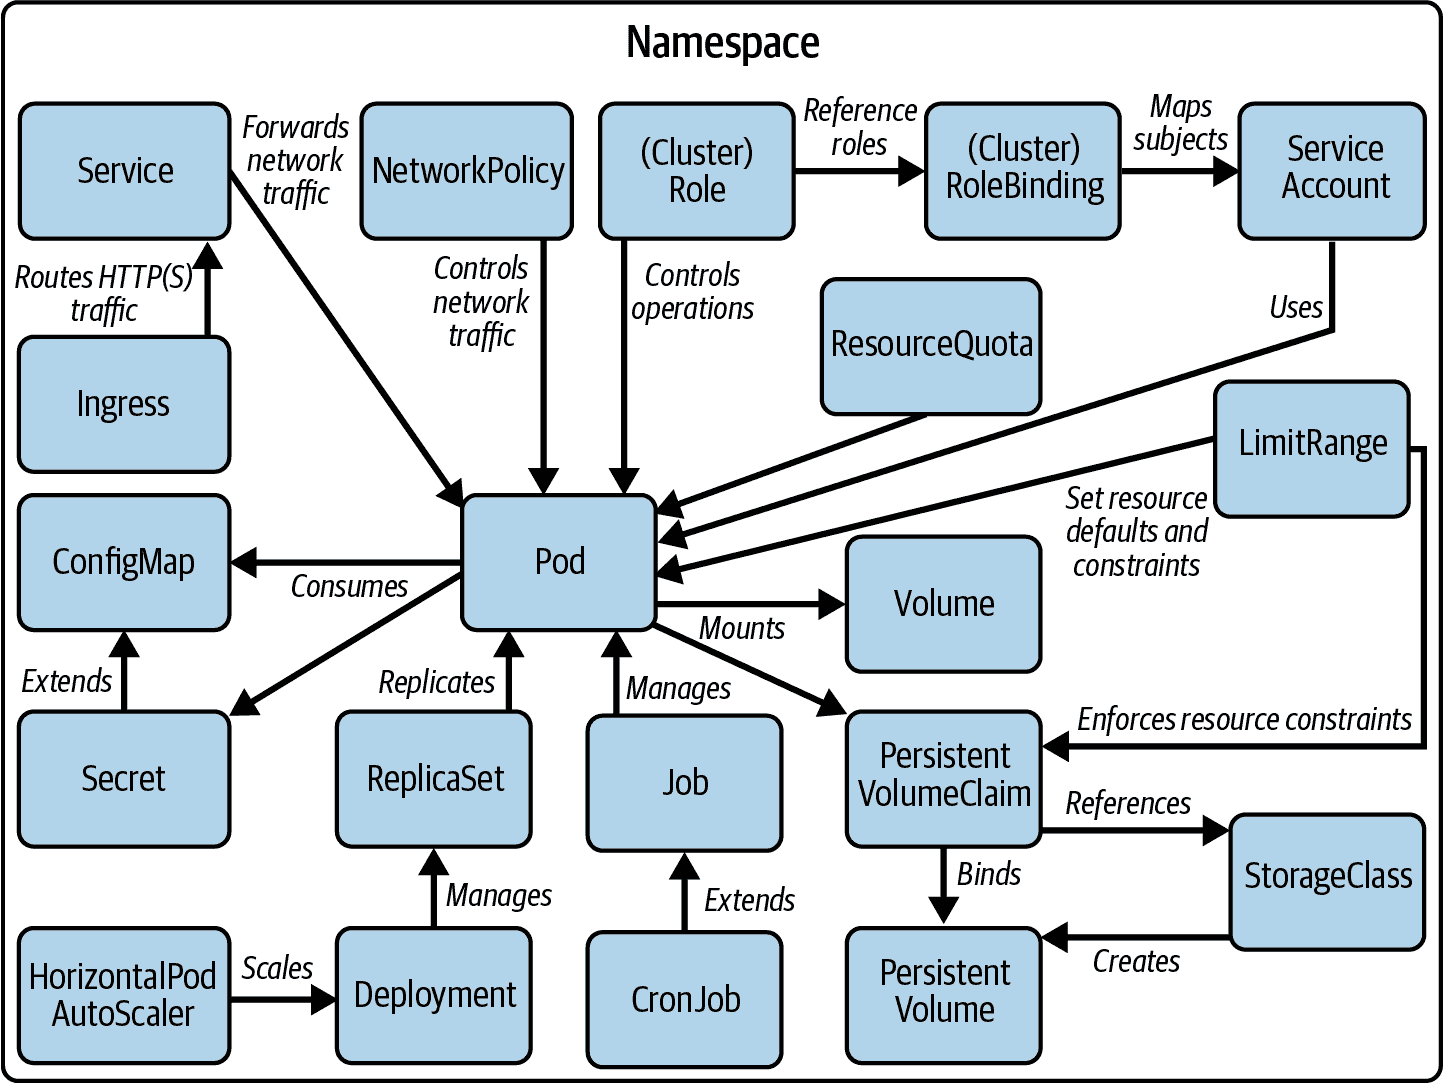 Namespace
Service
Forwards
network
traffic
NetworkPolicy
(Cluster)
Role
Reference
roles
(Cluster)
RoleBinding
Maps
subjects
Service
Account
Routes HTTP(S)
traffic
Controls
network
traffic
Controls
operations
ResourceQuota
Uses
Ingress
LimitRange
Set resource
defaults and
constraints
ConfigMap
Consumes
Pod
Volume
Mounts
Extends
Replicates
Manages
Enforces resource constraints
Secret
ReplicaSet
Job
Persistent
VolumeClaim
References
Manages
Extends
Binds
StorageClass
HorizontalPod
AutoScaler
Scales
Deployment
CronJob
Persistent
Volume
Creates